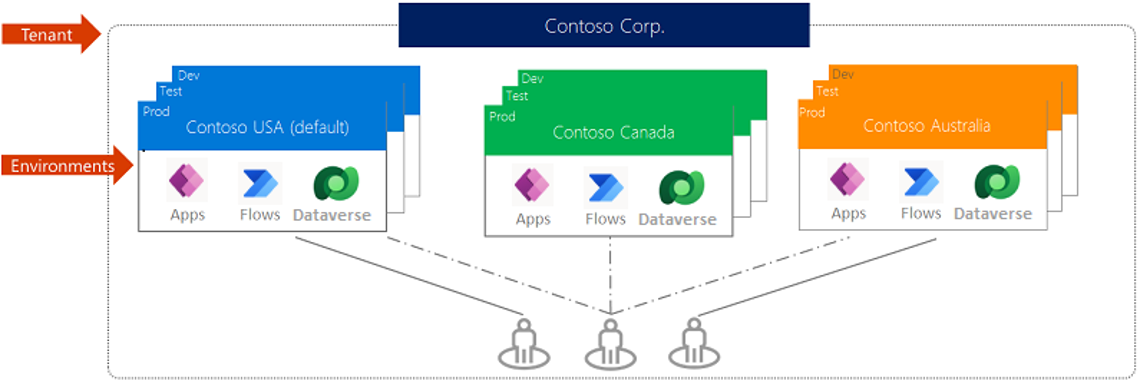 Contoso Corp.
Tenant
Dev
Test
Prod
Contoso USA (default)
Apps
Flows
Dataverse
Dev
Test
Prod
Contoso Canada
Apps
Flows
Dataverse
Dev
Test
Prod
Contoso Australia
Apps
Flows
Dataverse
Environments